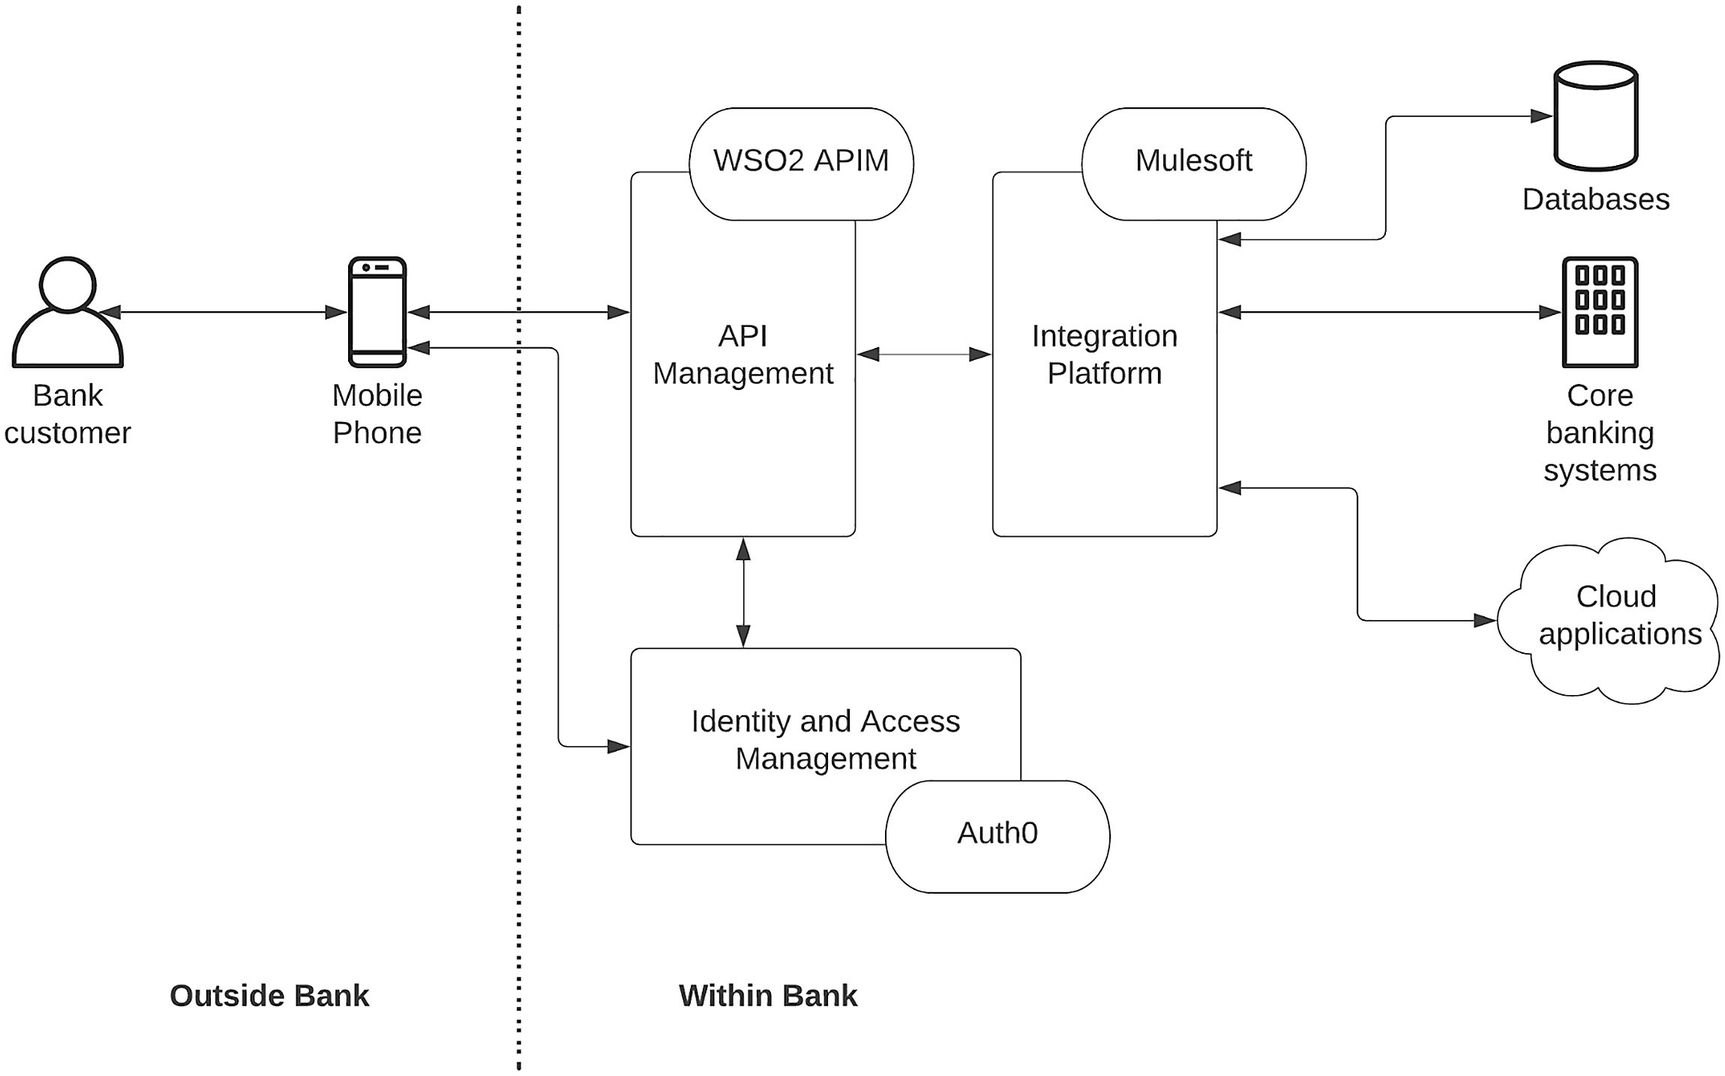 WSO2 APIM
Mulesoft
Databases
API
Management
Integration
Platform
Bank
customer
Mobile
Phone
Core
banking
systems
Cloud
applications
Identity and Access
Management
Auth0
Outside Bank
Within Bank